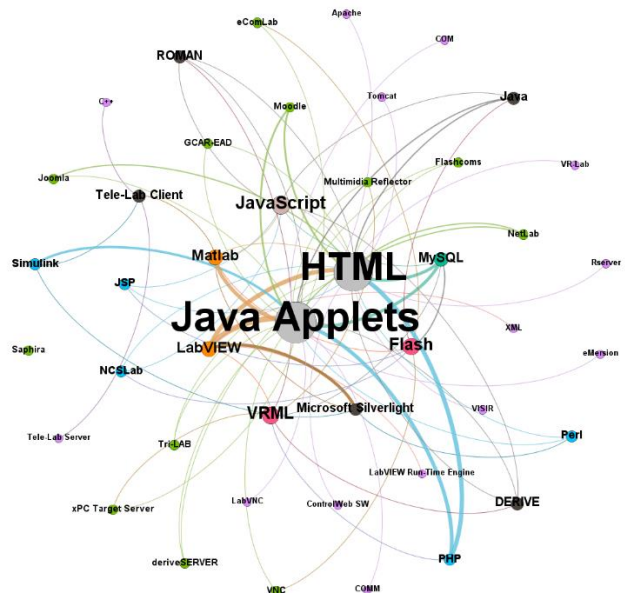 Apache
eComLab
COM
ROMAN
C++
Moodle
Tomcat
Java
GCAR-EAD
Flashcoms
VR Lab
Joomla
Tele-Lab Client
Multimidia Reflector
JavaScript
NetLab
Simulink
Matlab
HTML
MySQL
Rserver
JSP
Java Applets
XML
Saphira
LabVIEW
Flash
eMersion
NCSLab
VRML
Microsoft Silverlight
VISIR
Tele-Lab Server
Tri-LAB
Perl
LabVIEW Run-Time Engine
xPC Target Server
LabVNC
ControlWeb SW
DERIVE
deriveSERVER
PHP
VNC
COMM